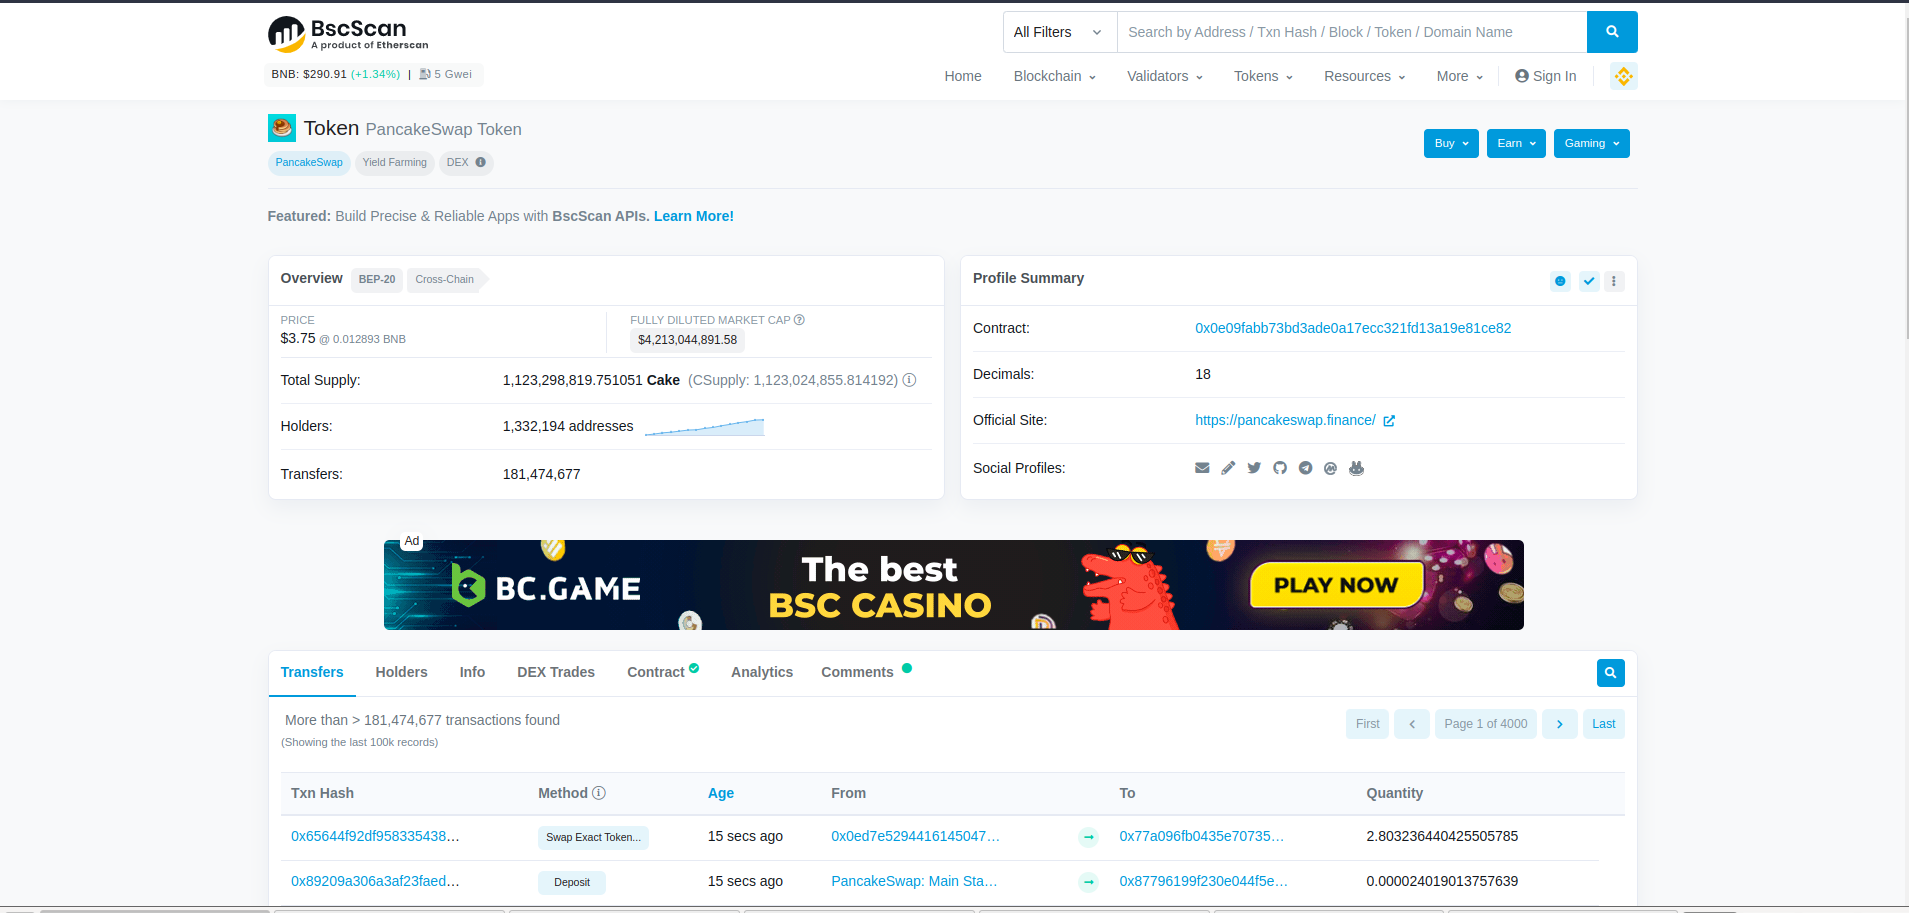 BscScan
A product of Etherscan
All Filters
Search by Address / Txn Hash / Block / Token / Domain Name
BNB: $290.91 (+1.34%) | 5 Gwei
Home Blockchain Validators Tokens Resources More Sign In
Token PancakeSwap Token
PancakeSwap Yield Farming DEX
Buy Earn Gaming
Featured: Build Precise & Reliable Apps with BscScan APIs. Learn More!
Overview BEP-20 Cross-Chain
PRICE
$3.75 @ 0.012893 BNB
FULLY DILUTED MARKET CAP
$4,213,044,891.58
Total Supply: 1,123,298,819.751051 Cake (CSupply: 1,123,024,855.814192)
Holders: 1,332,194 addresses
Transfers: 181,474,677
Profile Summary
Contract: 0x0e09fabb73bd3ade0a17ecc321fd13a19e81ce82
Decimals: 18
Official Site: https://pancakeswap.finance/
Social Profiles:
Ad
BC.GAME
The best
BSC CASINO
PLAY NOW
Transfers Holders Info DEX Trades Contract Analytics Comments
More than > 181,474,677 transactions found
(Showing the last 100k records)
First Page 1 of 4000 Last
Txn Hash Method Age From To Quantity
0x65644f92df958335438... Swap Exact Token... 15 secs ago 0x0ed7e5294416145047... 0x77a096fb0435e70735... 2.803236440425505785
0x89209a306a3af23faed... Deposit 15 secs ago PancakeSwap: Main Sta... 0x87796199f230e044f5e... 0.000024019013757639